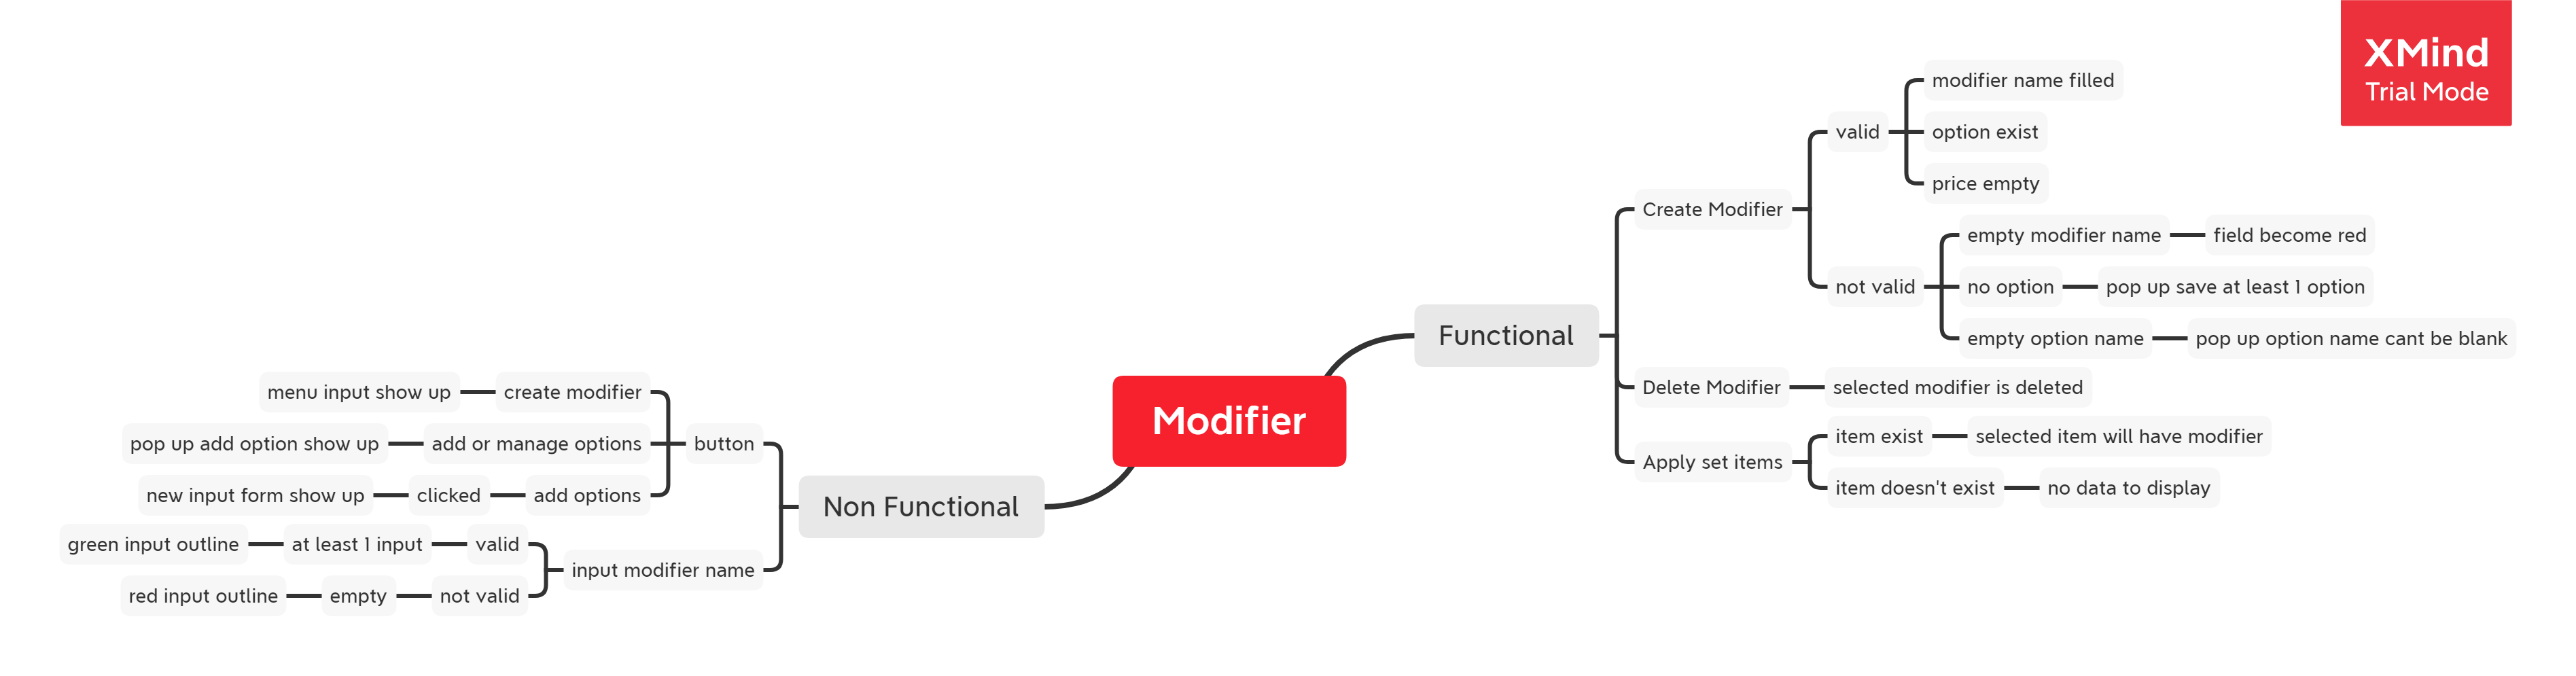 XMind
Trial Mode
Modifier
Functional
Create Modifier
valid
modifier name filled
option exist
price empty
not valid
empty modifier name
field become red
no option
pop up save at least 1 option
empty option name
pop up option name cant be blank
Delete Modifier
selected modifier is deleted
Apply set items
item exist
selected item will have modifier
item doesn't exist
no data to display
Non Functional
button
create modifier
menu input show up
add or manage options
pop up add option show up
add options
clicked
new input form show up
input modifier name
valid
at least 1 input
green input outline
not valid
empty
red input outline